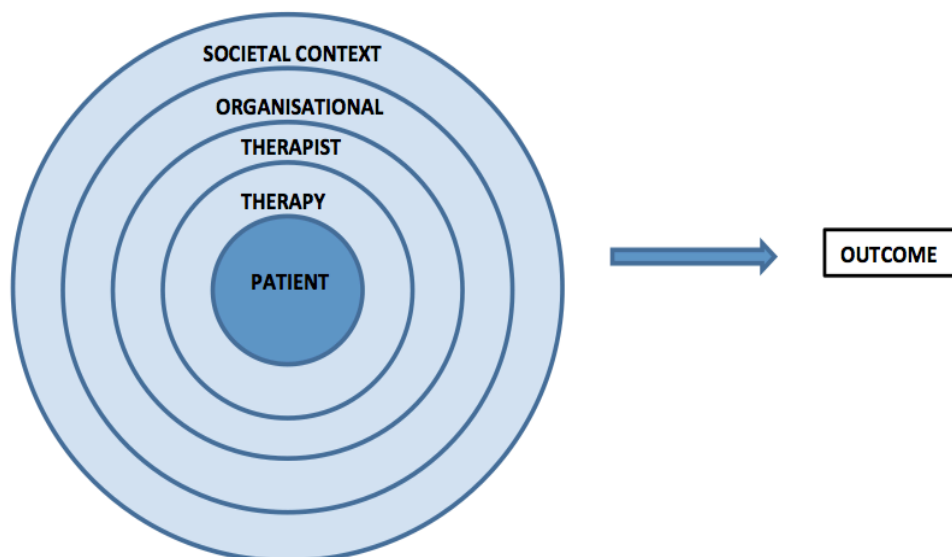 SOCIETAL CONTEXT
ORGANISATIONAL
THERAPIST
THERAPY
PATIENT
OUTCOME